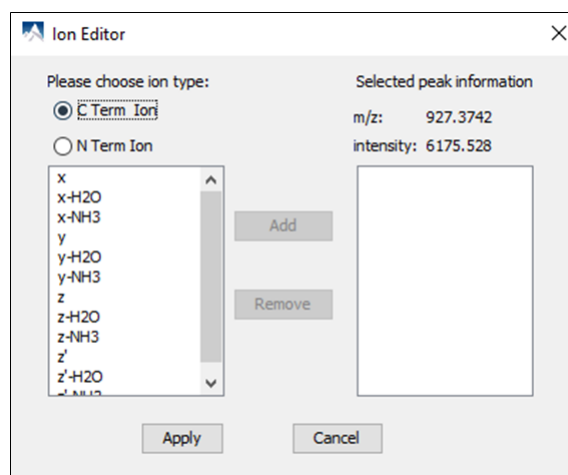 Ion Editor
Please choose ion type:
C Term Ion
N Term Ion
x
x-H2O
x-NH3
y
y-H2O
y-NH3
z
z-H2O
z-NH3
z'
z'-H2O
z'-NH3
Add
Remove
Selected peak information
m/z: 927.3742
intensity: 6175.528
Apply
Cancel